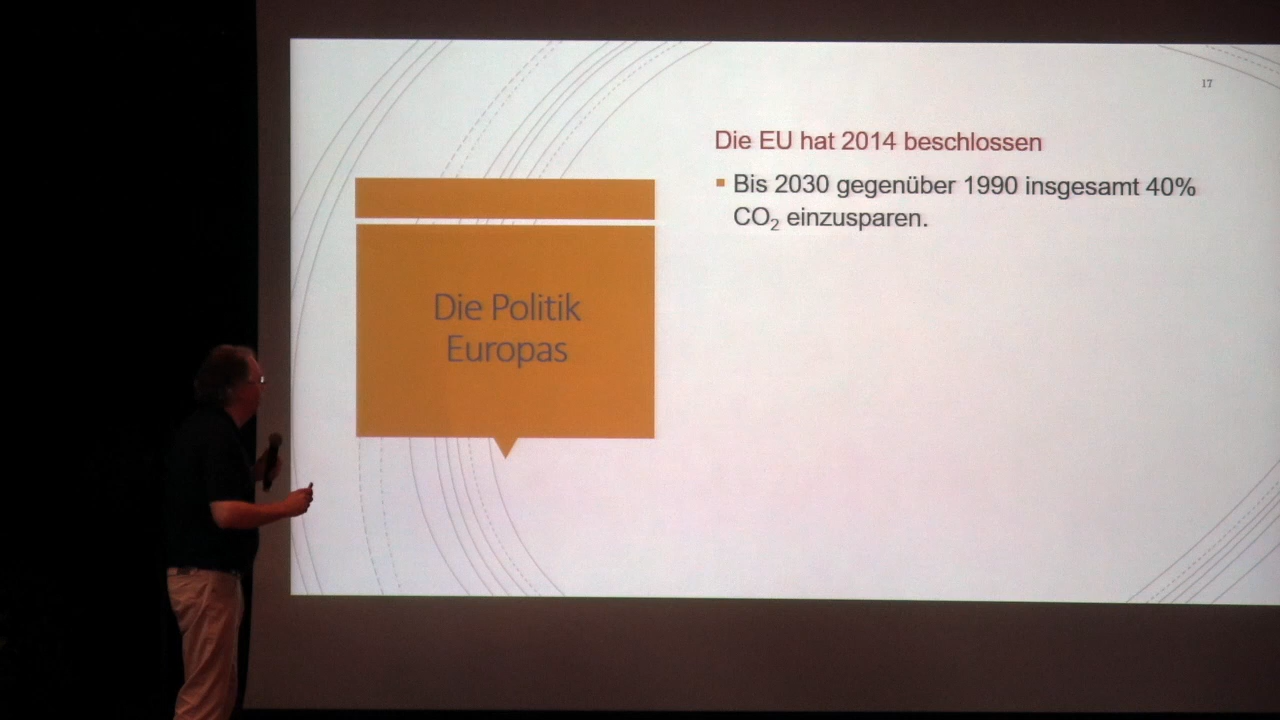 17
Die EU hat 2014 beschlossen
▪ Bis 2030 gegenüber 1990 insgesamt 40%
CO₂ einzusparen.
Die Politik
Europas